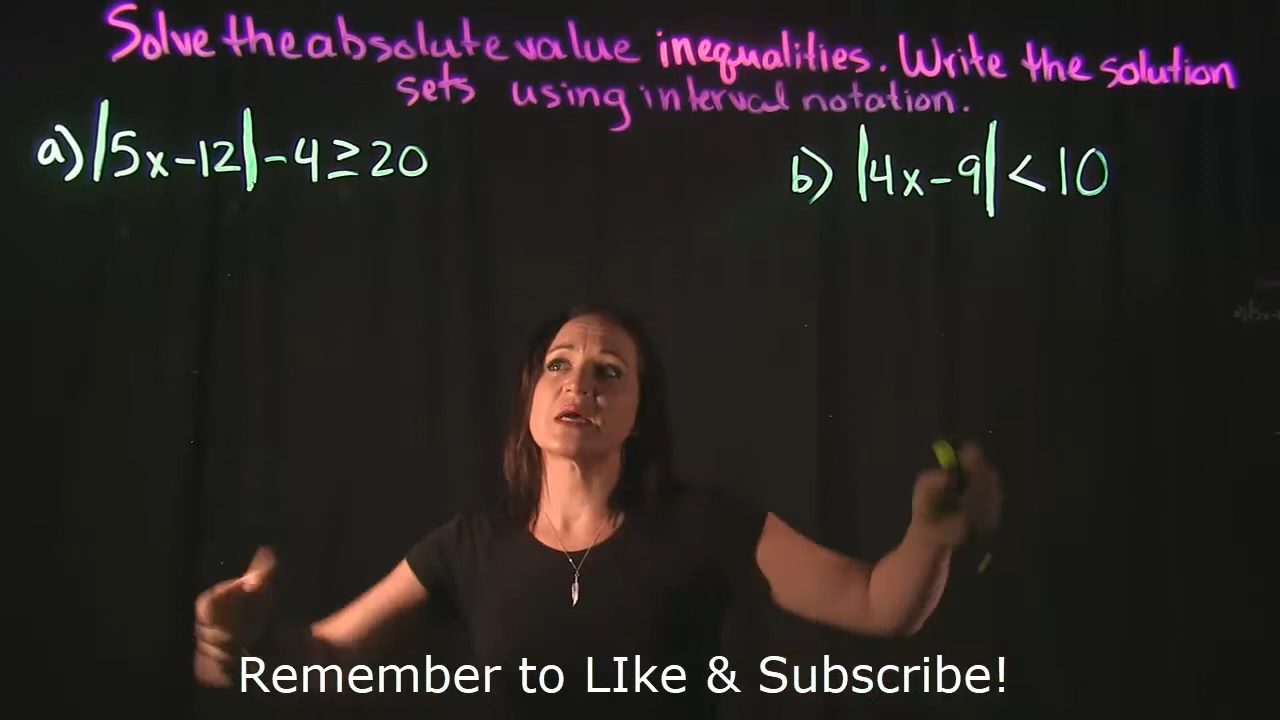 Solve the absolute value inequalities. Write the solution
sets using interval notation.
a) |5x-12|-4≥20
b) |4x-9|<10
Remember to LIke & Subscribe!